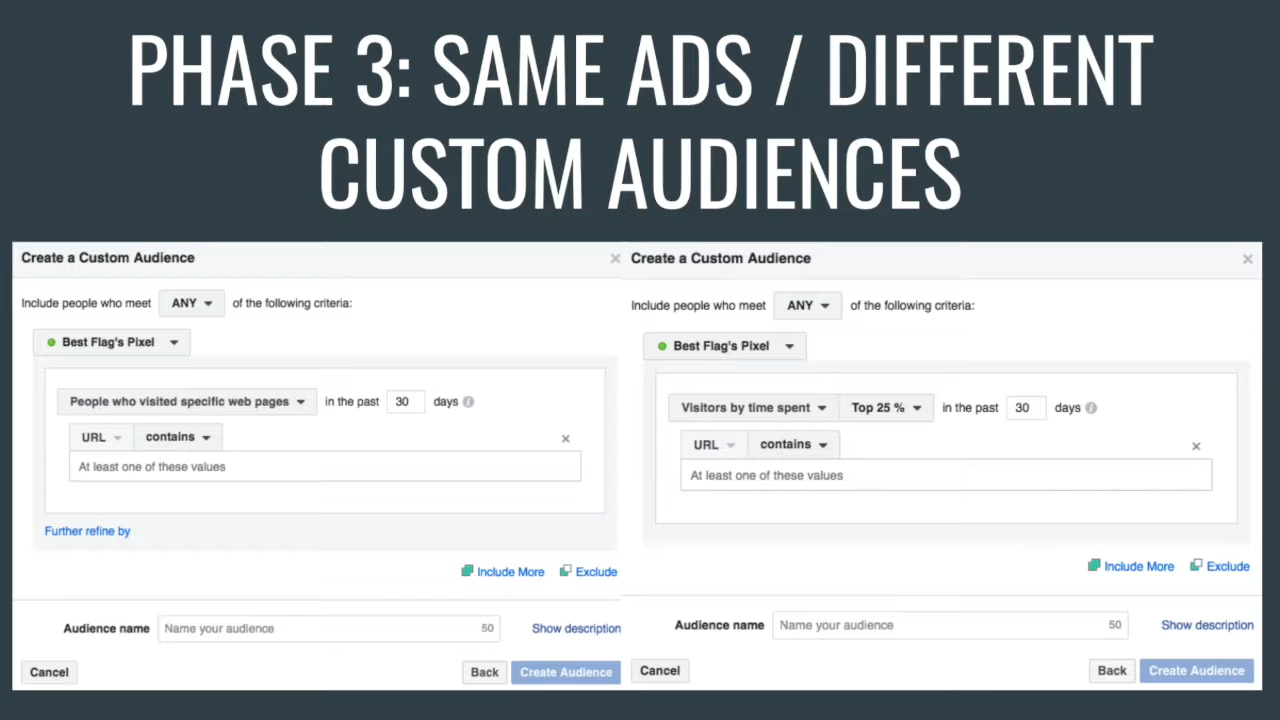 PHASE 3: SAME ADS / DIFFERENT
CUSTOM AUDIENCES
Create a Custom Audience
Include people who meet ANY of the following criteria:
Best Flag's Pixel
People who visited specific web pages in the past 30 days
URL contains
At least one of these values
Further refine by
Include More Exclude
Audience name Name your audience 50 Show description
Cancel Back Create Audience
Create a Custom Audience
Include people who meet ANY of the following criteria:
Best Flag's Pixel
Visitors by time spent Top 25 % in the past 30 days
URL contains
At least one of these values
Include More Exclude
Audience name Name your audience 50 Show description
Cancel Back Create Audience